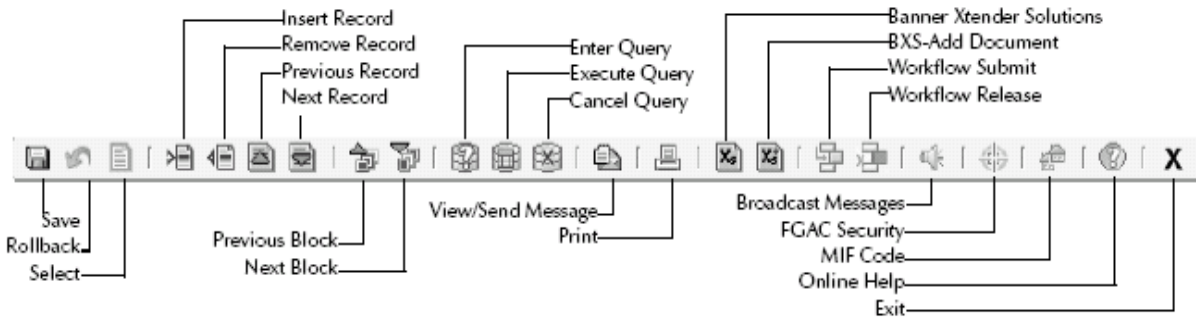 Insert Record
Remove Record
Previous Record
Next Record
Enter Query
Execute Query
Cancel Query
Banner Xtender Solutions
BXS-Add Document
Workflow Submit
Workflow Release
Save
Rollback
Select
Previous Block
Next Block
View/Send Message
Print
Broadcast Messages
FGAC Security
MIF Code
Online Help
Exit